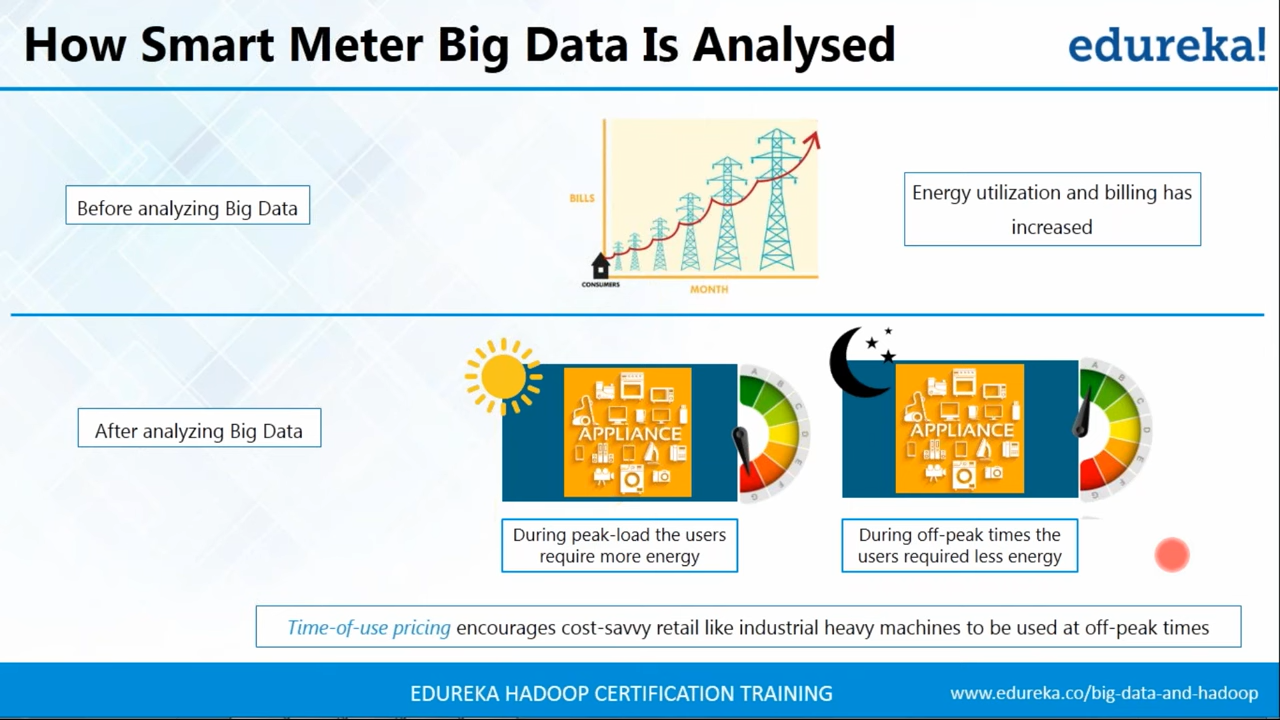 How Smart Meter Big Data Is Analysed
edureka!
Before analyzing Big Data
BILLS
CONSUMERS
MONTH
Energy utilization and billing has
increased
After analyzing Big Data
APPLIANCE
A
B
C
D
E
F
G
APPLIANCE
A
B
C
D
E
F
G
During peak-load the users
require more energy
During off-peak times the
users required less energy
Time-of-use pricing encourages cost-savvy retail like industrial heavy machines to be used at off-peak times
EDUREKA HADOOP CERTIFICATION TRAINING
www.edureka.co/big-data-and-hadoop